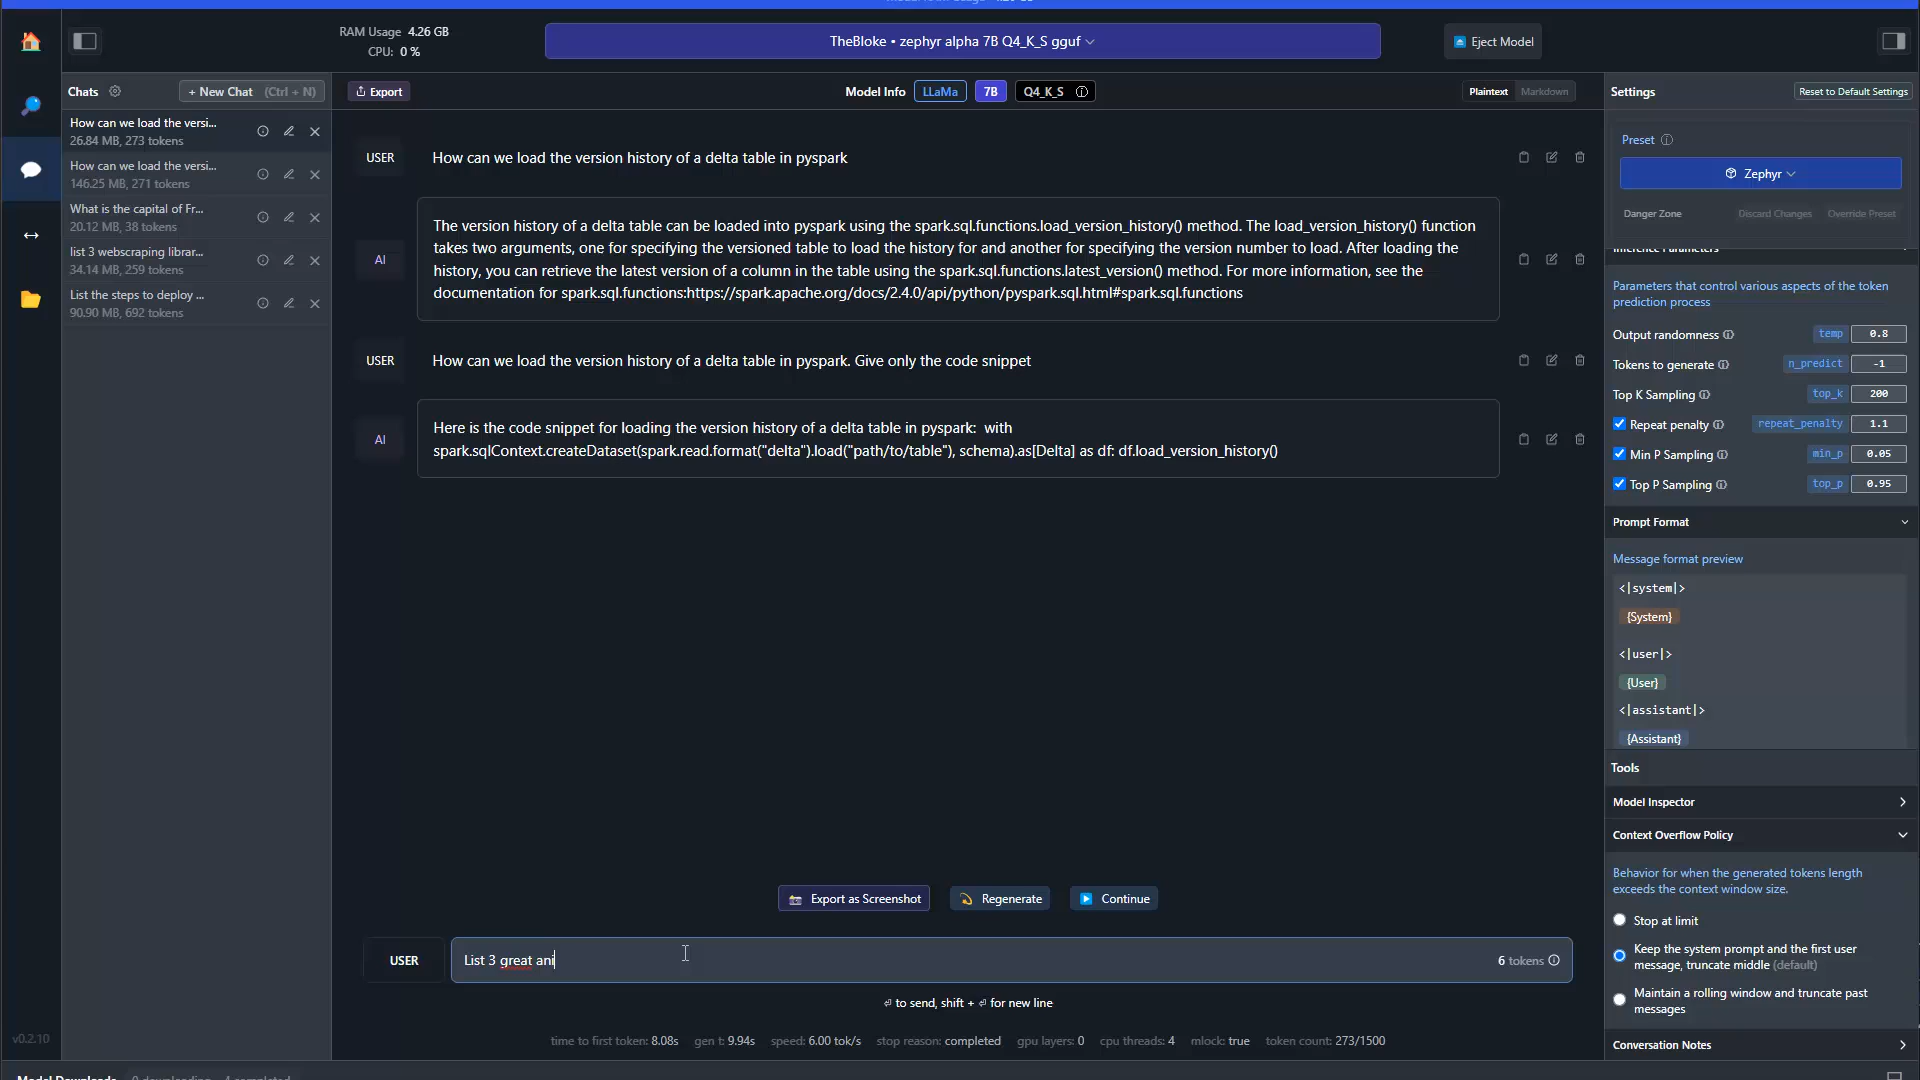 RAM Usage 4.26 GB
CPU: 0 %
TheBloke • zephyr alpha 7B Q4_K_S gguf
Eject Model
Chats
+ New Chat (Ctrl + N)
Export
Model Info LLaMa 7B Q4_K_S
Plaintext Markdown
Settings
Reset to Default Settings
How can we load the versi...
26.84 MB, 273 tokens
How can we load the versi...
146.25 MB, 271 tokens
What is the capital of Fr...
20.12 MB, 38 tokens
list 3 webscraping librar...
34.14 MB, 259 tokens
List the steps to deploy ...
90.90 MB, 692 tokens
v0.2.10
USER
How can we load the version history of a delta table in pyspark
AI
The version history of a delta table can be loaded into pyspark using the spark.sql.functions.load_version_history() method. The load_version_history() function
takes two arguments, one for specifying the versioned table to load the history for and another for specifying the version number to load. After loading the
history, you can retrieve the latest version of a column in the table using the spark.sql.functions.latest_version() method. For more information, see the
documentation for spark.sql.functions:https://spark.apache.org/docs/2.4.0/api/python/pyspark.sql.html#spark.sql.functions
USER
How can we load the version history of a delta table in pyspark. Give only the code snippet
AI
Here is the code snippet for loading the version history of a delta table in pyspark:  with
spark.sqlContext.createDataset(spark.read.format("delta").load("path/to/table"), schema).as[Delta] as df: df.load_version_history()
Export as Screenshot
Regenerate
Continue
USER
List 3 great ani
6 tokens
⏎ to send, shift + ⏎ for new line
time to first token: 8.08s gen t: 9.94s speed: 6.00 tok/s stop reason: completed gpu layers: 0 cpu threads: 4 mlock: true token count: 273/1500
Preset
Zephyr
Danger Zone
Discard Changes
Override Preset
Inference Parameters
Parameters that control various aspects of the token
prediction process
Output randomness temp 0.8
Tokens to generate n_predict -1
Top K Sampling top_k 200
Repeat penalty repeat_penalty 1.1
Min P Sampling min_p 0.05
Top P Sampling top_p 0.95
Prompt Format
Message format preview
<|system|>
{System}
<|user|>
{User}
<|assistant|>
{Assistant}
Tools
Model Inspector
Context Overflow Policy
Behavior for when the generated tokens length
exceeds the context window size.
Stop at limit
Keep the system prompt and the first user
message, truncate middle (default)
Maintain a rolling window and truncate past
messages
Conversation Notes
Model Downloads 0 downloading 4 completed